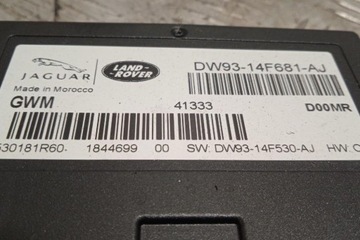 JAGUAR
LAND-
ROVER
DW93-14F681-AJ
Made in Morocco
GWM 41333 D00MR
530181R60- 1844699 00 SW: DW93-14F530-AJ HW: